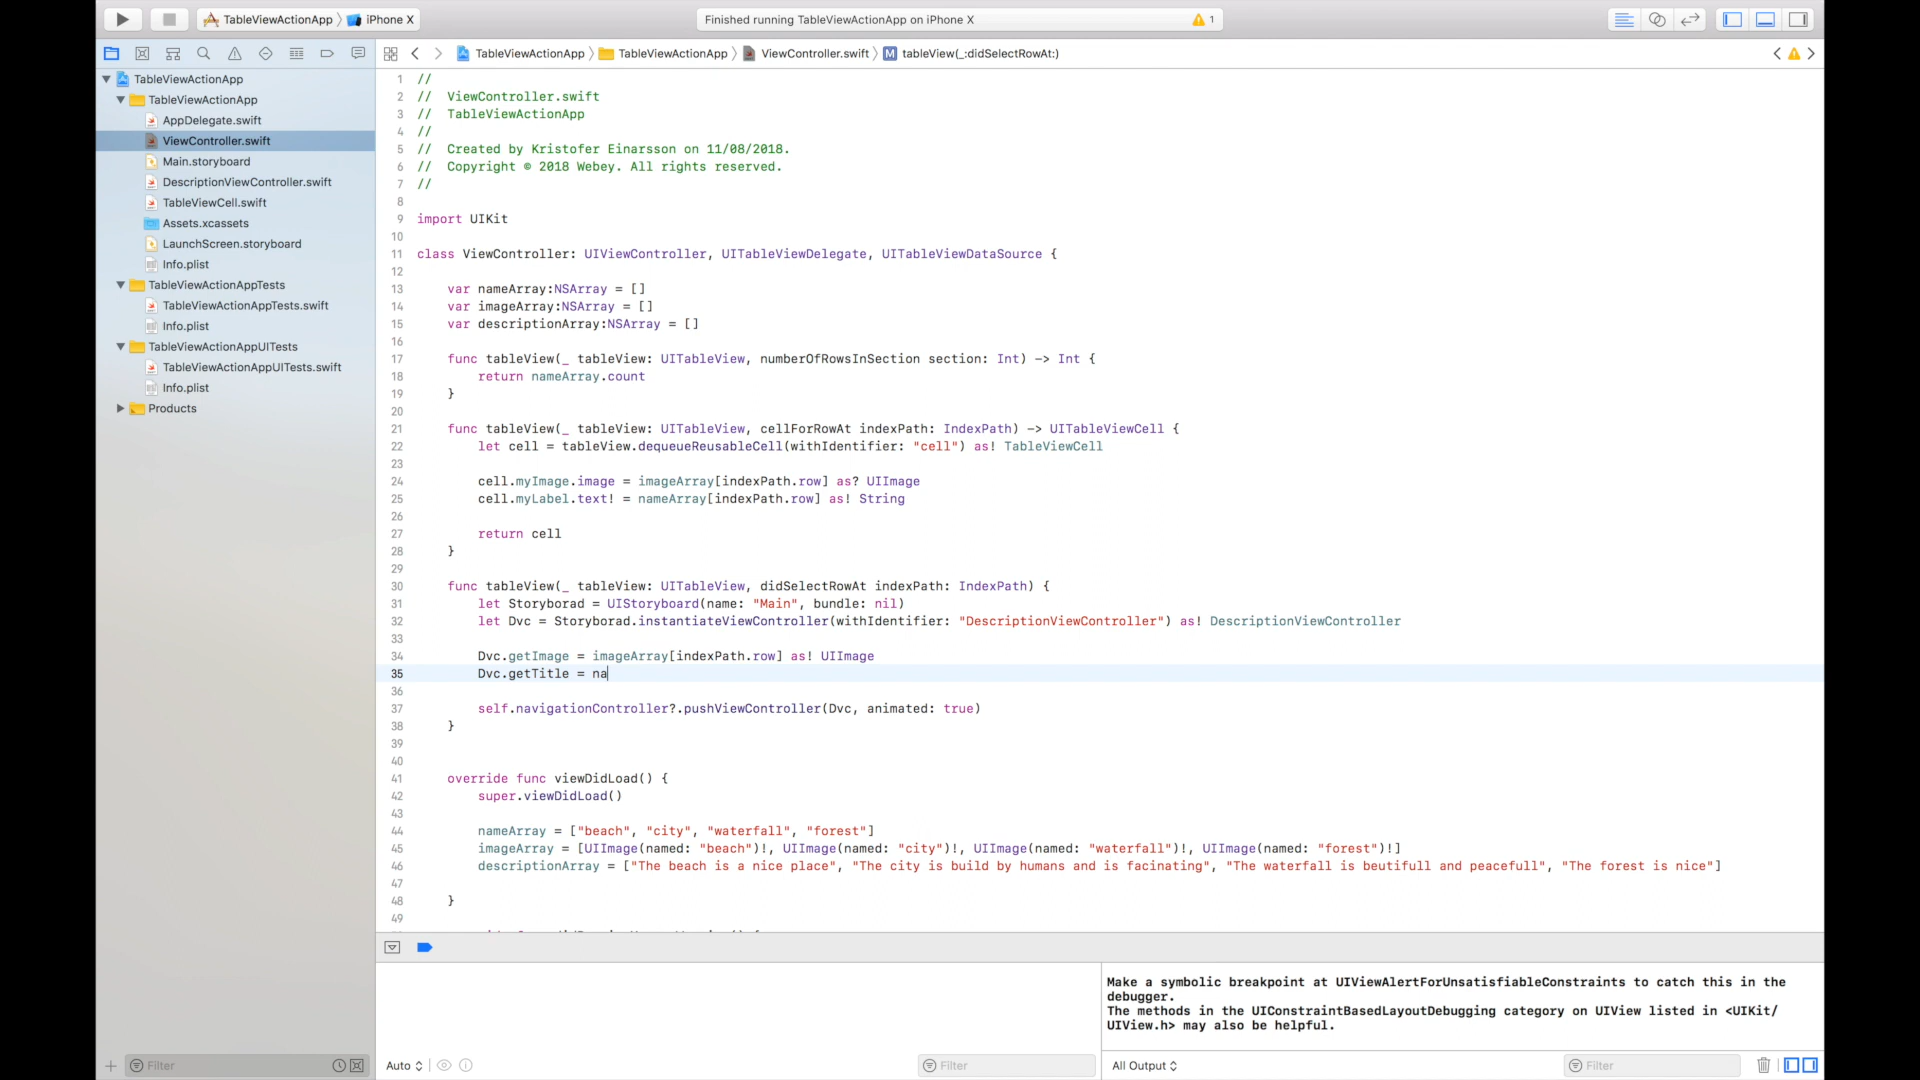 TableViewActionApp
iPhone X
Finished running TableViewActionApp on iPhone X
1
TableViewActionApp
TableViewActionApp
ViewController.swift
tableView(_:didSelectRowAt:)
TableViewActionApp
TableViewActionApp
AppDelegate.swift
ViewController.swift
Main.storyboard
DescriptionViewController.swift
TableViewCell.swift
Assets.xcassets
LaunchScreen.storyboard
Info.plist
TableViewActionAppTests
TableViewActionAppTests.swift
Info.plist
TableViewActionAppUITests
TableViewActionAppUITests.swift
Info.plist
Products
Filter
1 //
2 //  ViewController.swift
3 //  TableViewActionApp
4 //
5 //  Created by Kristofer Einarsson on 11/08/2018.
6 //  Copyright © 2018 Webey. All rights reserved.
7 //
8
9 import UIKit
10
11 class ViewController: UIViewController, UITableViewDelegate, UITableViewDataSource {
12
13     var nameArray:NSArray = []
14     var imageArray:NSArray = []
15     var descriptionArray:NSArray = []
16
17     func tableView(_ tableView: UITableView, numberOfRowsInSection section: Int) -> Int {
18         return nameArray.count
19     }
20
21     func tableView(_ tableView: UITableView, cellForRowAt indexPath: IndexPath) -> UITableViewCell {
22         let cell = tableView.dequeueReusableCell(withIdentifier: "cell") as! TableViewCell
23
24         cell.myImage.image = imageArray[indexPath.row] as? UIImage
25         cell.myLabel.text! = nameArray[indexPath.row] as! String
26
27         return cell
28     }
29
30     func tableView(_ tableView: UITableView, didSelectRowAt indexPath: IndexPath) {
31         let Storyborad = UIStoryboard(name: "Main", bundle: nil)
32         let Dvc = Storyborad.instantiateViewController(withIdentifier: "DescriptionViewController") as! DescriptionViewController
33
34         Dvc.getImage = imageArray[indexPath.row] as! UIImage
35         Dvc.getTitle = na
36
37         self.navigationController?.pushViewController(Dvc, animated: true)
38     }
39
40
41     override func viewDidLoad() {
42         super.viewDidLoad()
43
44         nameArray = ["beach", "city", "waterfall", "forest"]
45         imageArray = [UIImage(named: "beach")!, UIImage(named: "city")!, UIImage(named: "waterfall")!, UIImage(named: "forest")!]
46         descriptionArray = ["The beach is a nice place", "The city is build by humans and is facinating", "The waterfall is beutifull and peacefull", "The forest is nice"]
47
48     }
49
Auto
Filter
Make a symbolic breakpoint at UIViewAlertForUnsatisfiableConstraints to catch this in the
debugger.
The methods in the UIConstraintBasedLayoutDebugging category on UIView listed in <UIKit/
UIView.h> may also be helpful.
All Output
Filter